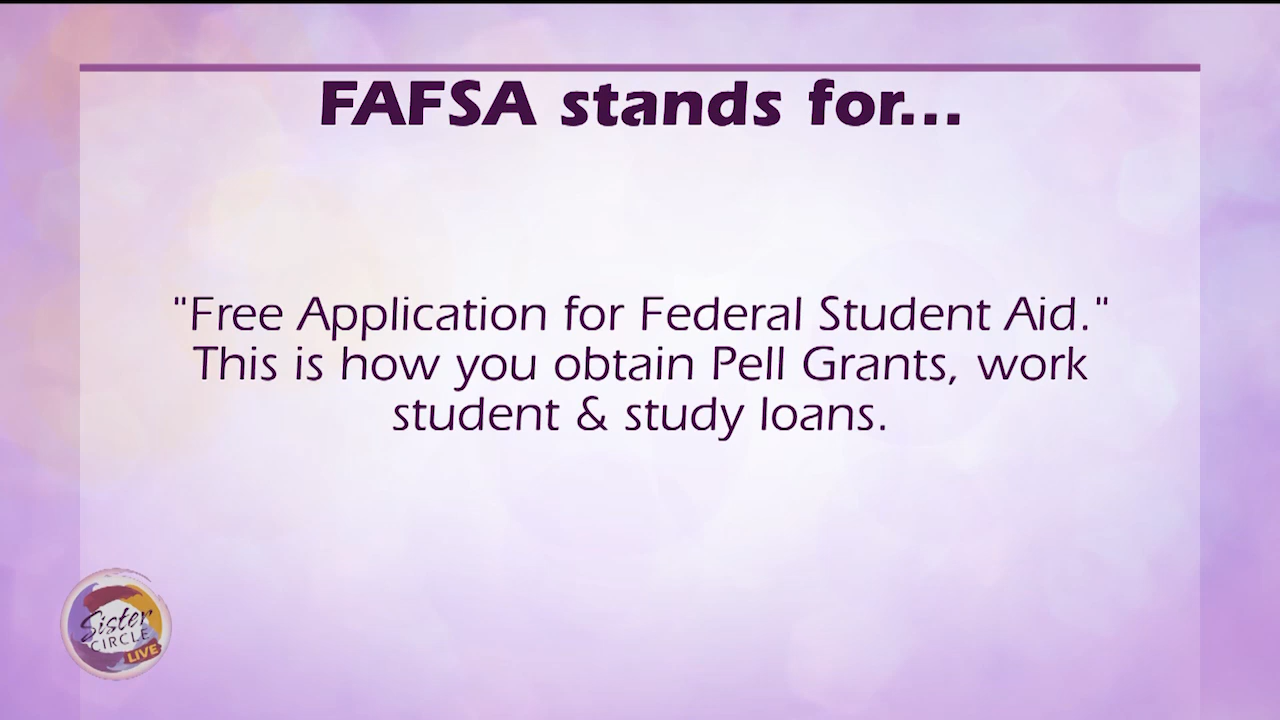 FAFSA stands for...
"Free Application for Federal Student Aid."
This is how you obtain Pell Grants, work
student & study loans.
Sister
CIRCLE
LIVE